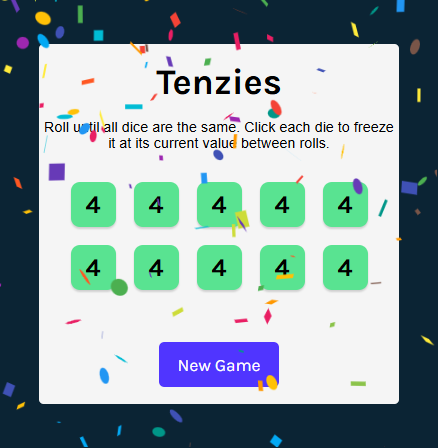 Tenzies
Roll until all dice are the same. Click each die to freeze
it at its current value between rolls.
4 4 4 4 4
4 4 4 4 4
New Game